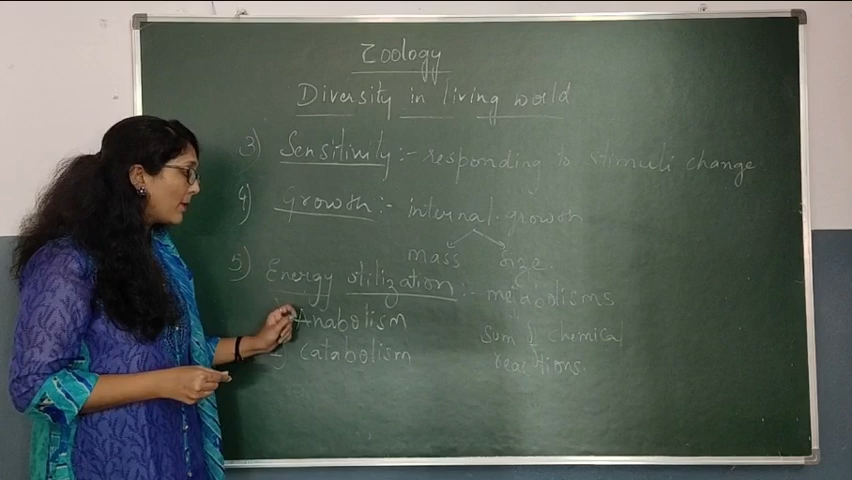 Zoology
Diversity in living world
3) Sensitivity :- responding to stimuli change
4) Growth :- internal growth
mass size.
5) Energy utilization :- metabolisms
Anabolism
sum & chemical
Catabolism
reactions.